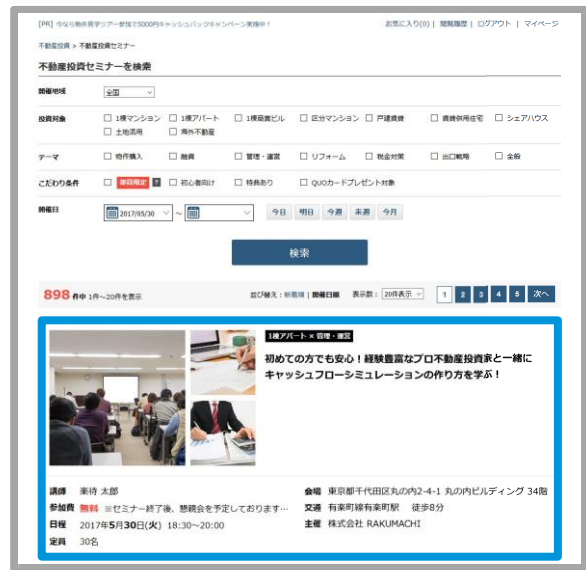 [PR] 今なら物件見学ツアー参加で5000円キャッシュバックキャンペーン実施中！ お気に入り(0) | 閲覧履歴 | ログアウト | マイページ
不動産投資 > 不動産投資セミナー
不動産投資セミナーを検索
開催地域 全国
投資対象 □ 1棟マンション □ 1棟アパート □ 1棟商業ビル □ 区分マンション □ 戸建賃貸 □ 賃貸併用住宅 □ シェアハウス
□ 土地活用 □ 海外不動産
テーマ □ 物件購入 □ 融資 □ 管理・運営 □ リフォーム □ 税金対策 □ 出口戦略 □ 全般
こだわり条件 □ 楽待限定 ? □ 初心者向け □ 特典あり □ QUOカードプレゼント対象
開催日 2017/05/30 ～ 今日 明日 今週 来週 今月
検索
898 件中 1件～20件を表示 並び替え：新着順 | 開催日順 表示数： 20件表示 1 2 3 4 5 次へ
1棟アパート × 管理・運営
初めての方でも安心！経験豊富なプロ不動産投資家と一緒に
キャッシュフローシミュレーションの作り方を学ぶ！
講師 楽待 太郎 会場 東京都千代田区丸の内2-4-1 丸の内ビルディング 34階
参加費 無料 ※セミナー終了後、懇親会を予定しております… 交通 有楽町線有楽町駅 徒歩8分
日程 2017年5月30日(火) 18:30～20:00 主催 株式会社 RAKUMACHI
定員 30名